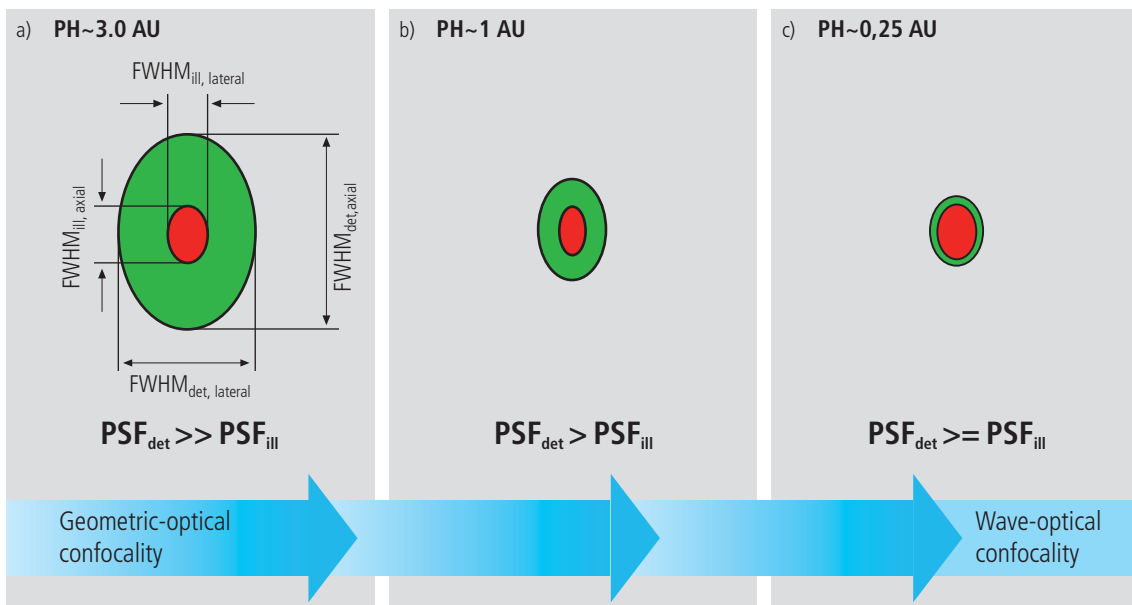 a) PH~3.0 AU
FWHMill, lateral
FWHMill, axial
FWHMdet,axial
FWHMdet, lateral
PSFdet >> PSFill
b) PH~1 AU
PSFdet > PSFill
c) PH~0,25 AU
PSFdet >= PSFill
Geometric-optical
confocality
Wave-optical
confocality